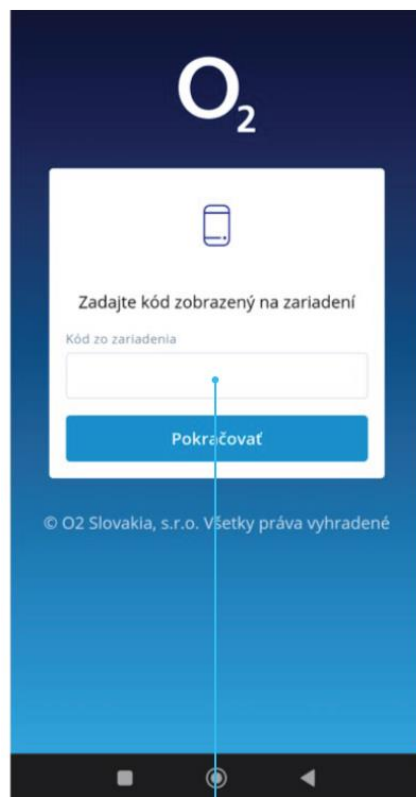 O2
Zadajte kód zobrazený na zariadení
Kód zo zariadenia
Pokračovať
© O2 Slovakia, s.r.o. Všetky práva vyhradené